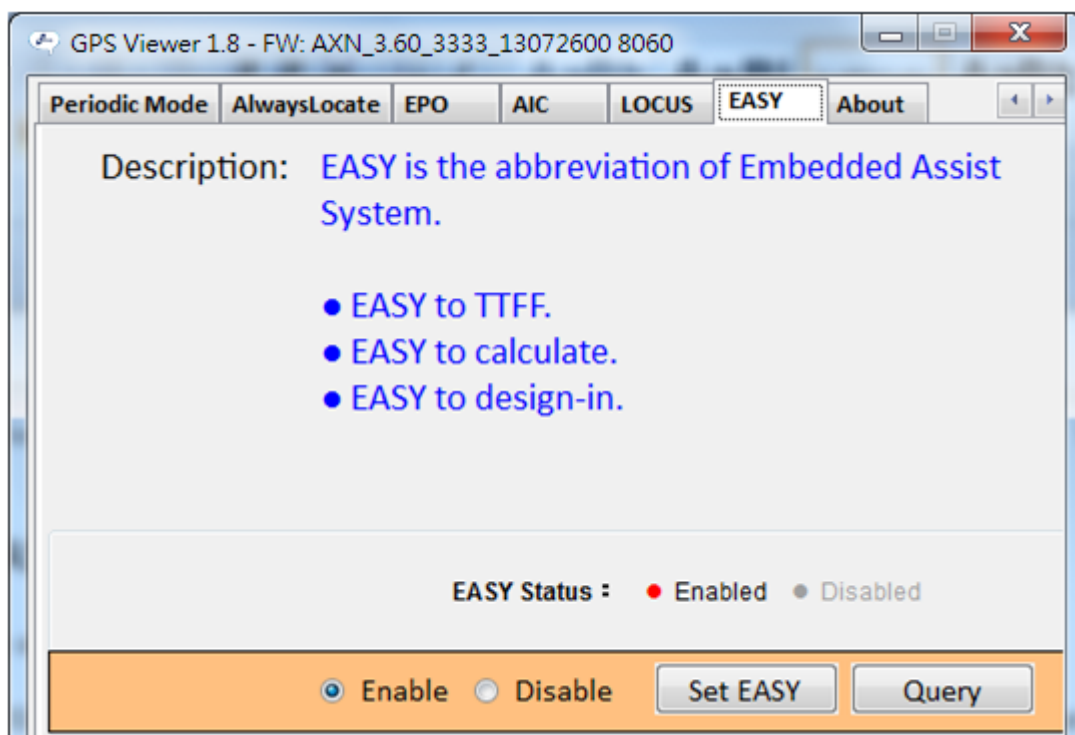 GPS Viewer 1.8 - FW: AXN_3.60_3333_13072600 8060
Periodic Mode AlwaysLocate EPO AIC LOCUS EASY About
Description: EASY is the abbreviation of Embedded Assist
System.
● EASY to TTFF.
● EASY to calculate.
● EASY to design-in.
EASY Status : ● Enabled ● Disabled
Enable Disable Set EASY Query